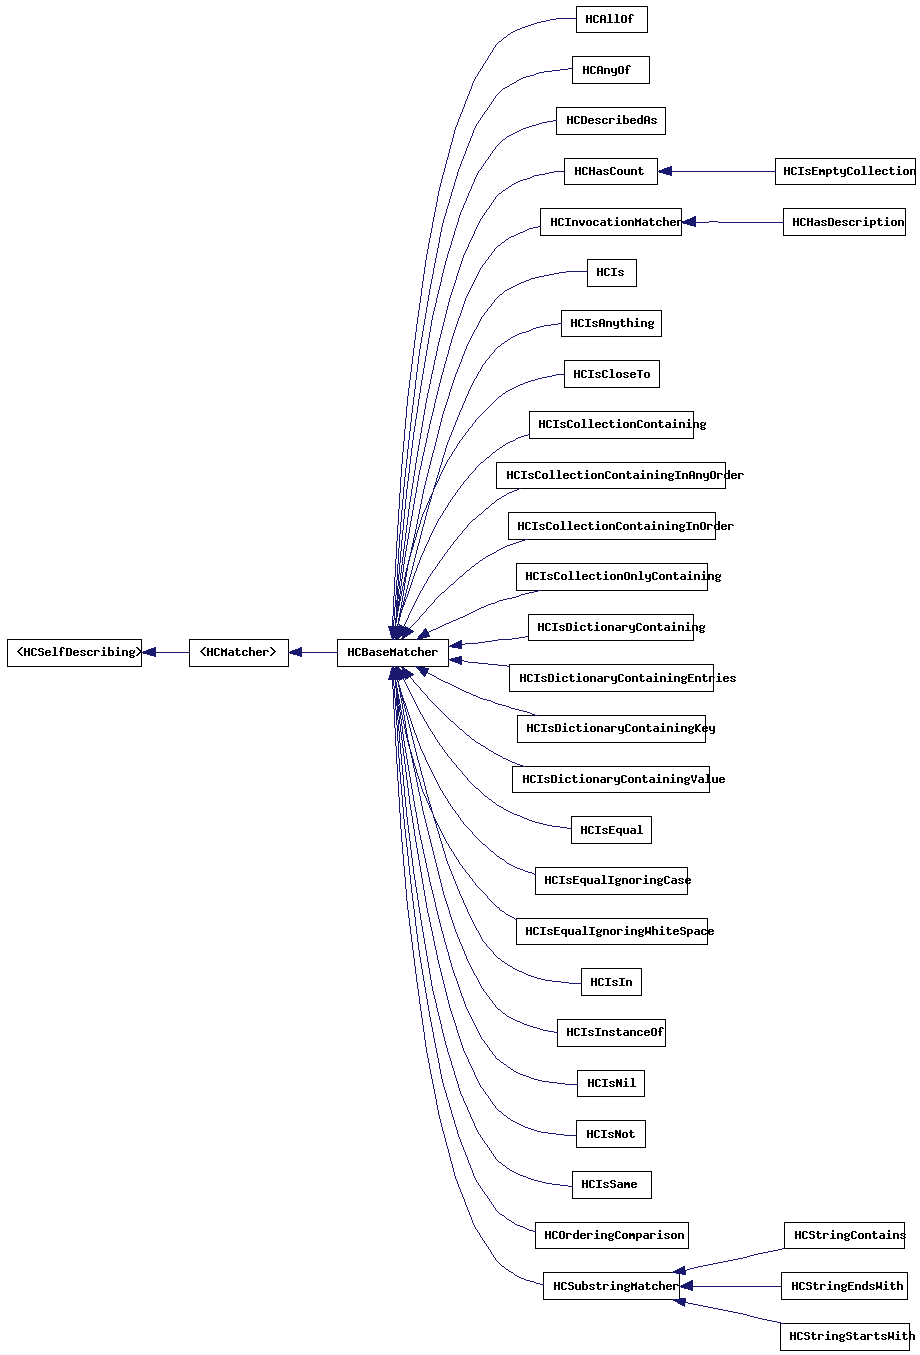 HCAllOf
HCAnyOf
HCDescribedAs
HCHasCount
HCIsEmptyCollection
HCInvocationMatcher
HCHasDescription
HCIs
HCIsAnything
HCIsCloseTo
HCIsCollectionContaining
HCIsCollectionContainingInAnyOrder
HCIsCollectionContainingInOrder
HCIsCollectionOnlyContaining
HCIsDictionaryContaining
<HCSelfDescribing>
<HCMatcher>
HCBaseMatcher
HCIsDictionaryContainingEntries
HCIsDictionaryContainingKey
HCIsDictionaryContainingValue
HCIsEqual
HCIsEqualIgnoringCase
HCIsEqualIgnoringWhiteSpace
HCIsIn
HCIsInstanceOf
HCIsNil
HCIsNot
HCIsSame
HCOrderingComparison
HCStringContains
HCSubstringMatcher
HCStringEndsWith
HCStringStartsWith